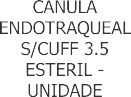 CANULA
ENDOTRAQUEAL
S/CUFF 3.5
ESTERIL -
UNIDADE